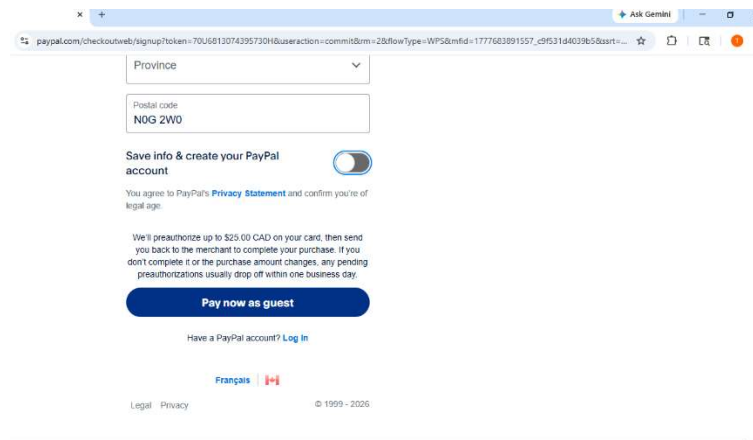 Ask Gemini
paypal.com/checkoutweb/signup?token=70U6813074395730H&useraction=commit&rm=2&flowType=WPS&mfid=1777683891557_c9f531d4039b5&ssrt=...
Province
Postal code
N0G 2W0
Save info & create your PayPal
account
You agree to PayPal's Privacy Statement and confirm you're of
legal age.
We'll preauthorize up to $25.00 CAD on your card, then send
you back to the merchant to complete your purchase. If you
don't complete it or the purchase amount changes, any pending
preauthorizations usually drop off within one business day.
Pay now as guest
Have a PayPal account? Log In
Français
Legal Privacy © 1999 - 2026